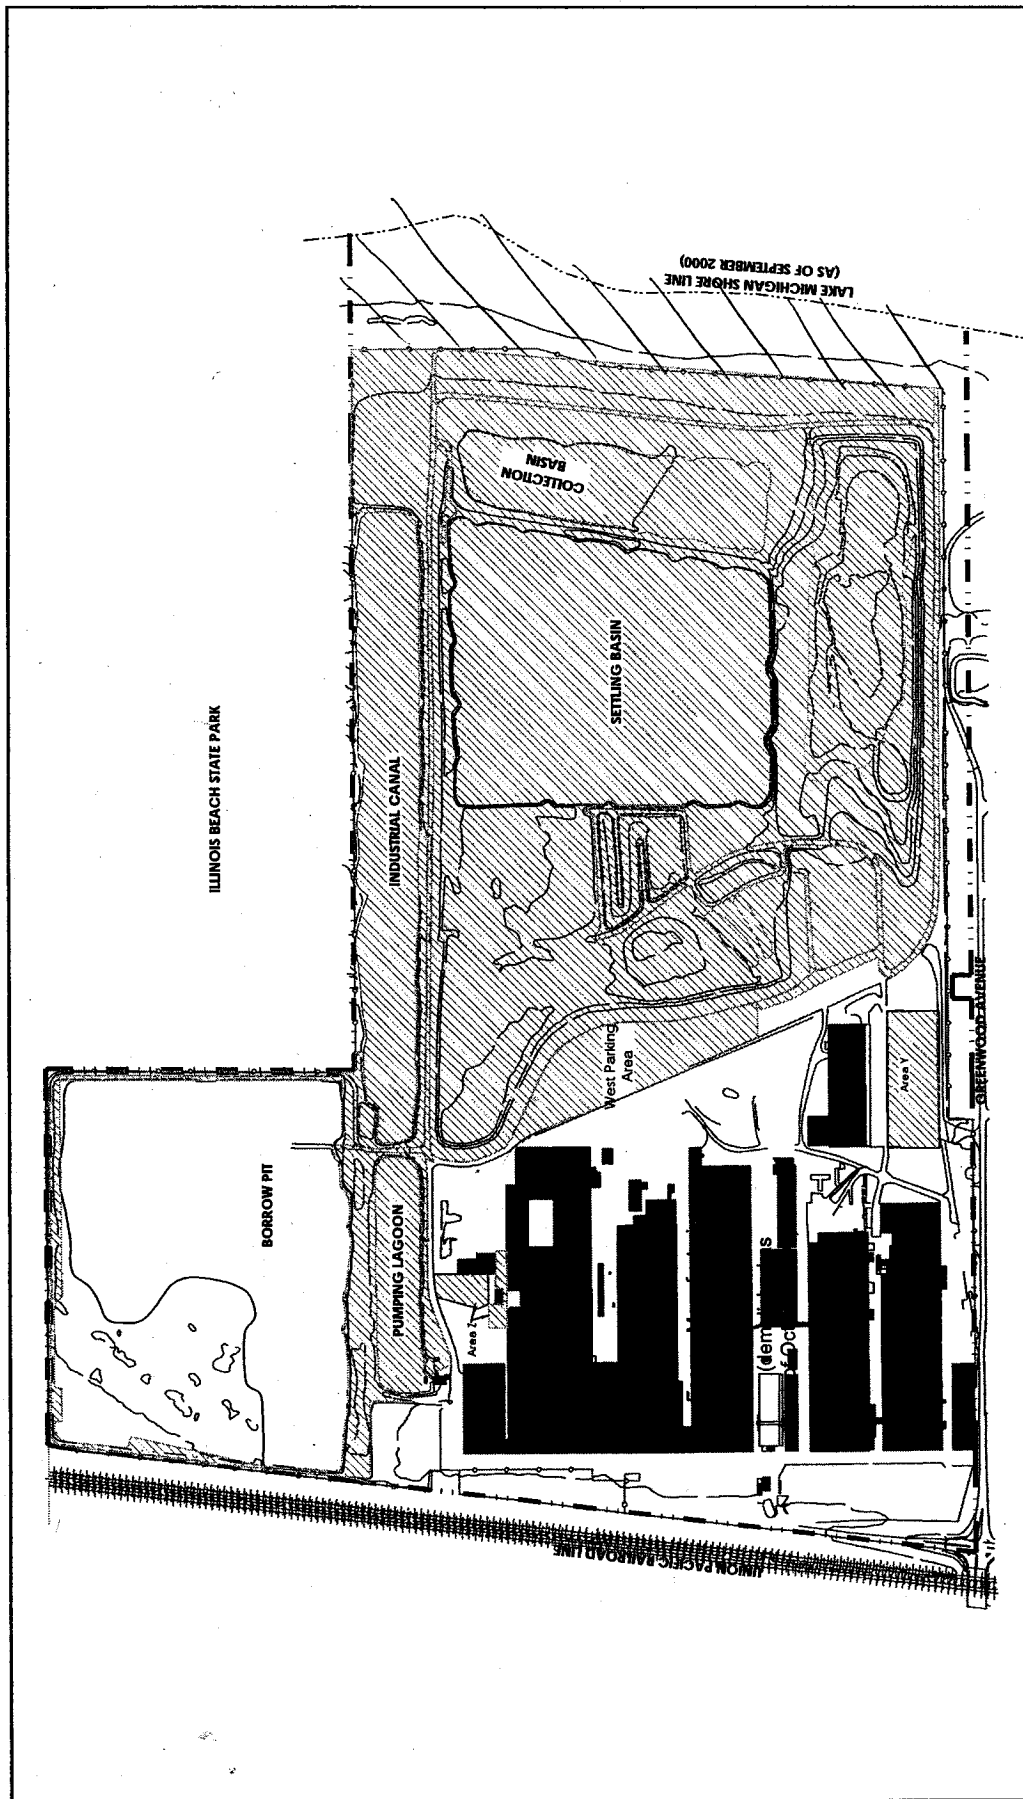 LAKE MICHIGAN SHORE LINE
(AS OF SEPTEMBER 2000)
COLLECTION
BASIN
SETTLING BASIN
ILLINOIS BEACH STATE PARK
INDUSTRIAL CANAL
West Parking
Area
Area Y
GREENWOOD AVENUE
BORROW PIT
PUMPING LAGOON
Area Z
UNION PACIFIC RAILROAD LINE